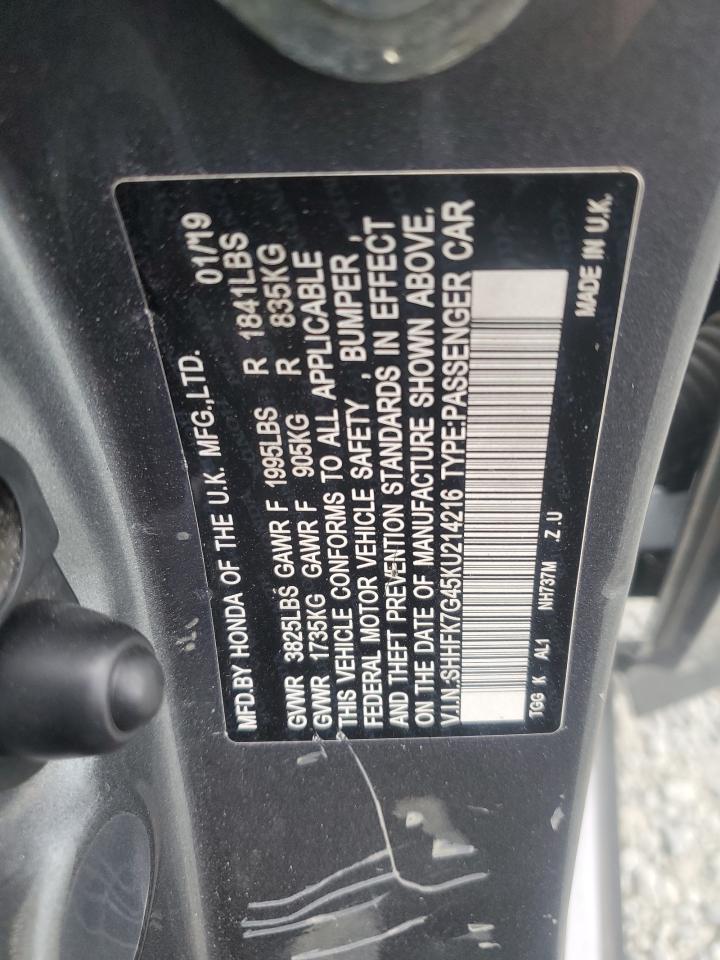 MFD.BY HONDA OF THE U.K. MFG.,LTD. 01/19
GVWR 3825LBS GAWR F 1995LBS R 1841LBS
GVWR 1735KG GAWR F 905KG R 835KG
THIS VEHICLE CONFORMS TO ALL APPLICABLE
FEDERAL MOTOR VEHICLE SAFETY , BUMPER ,
AND THEFT PREVENTION STANDARDS IN EFFECT
ON THE DATE OF MANUFACTURE SHOWN ABOVE.
V.I.N.:SHHFK7G45KU214216 TYPE:PASSENGER CAR
TGG K AL1 NH737M Z .U MADE IN U.K.